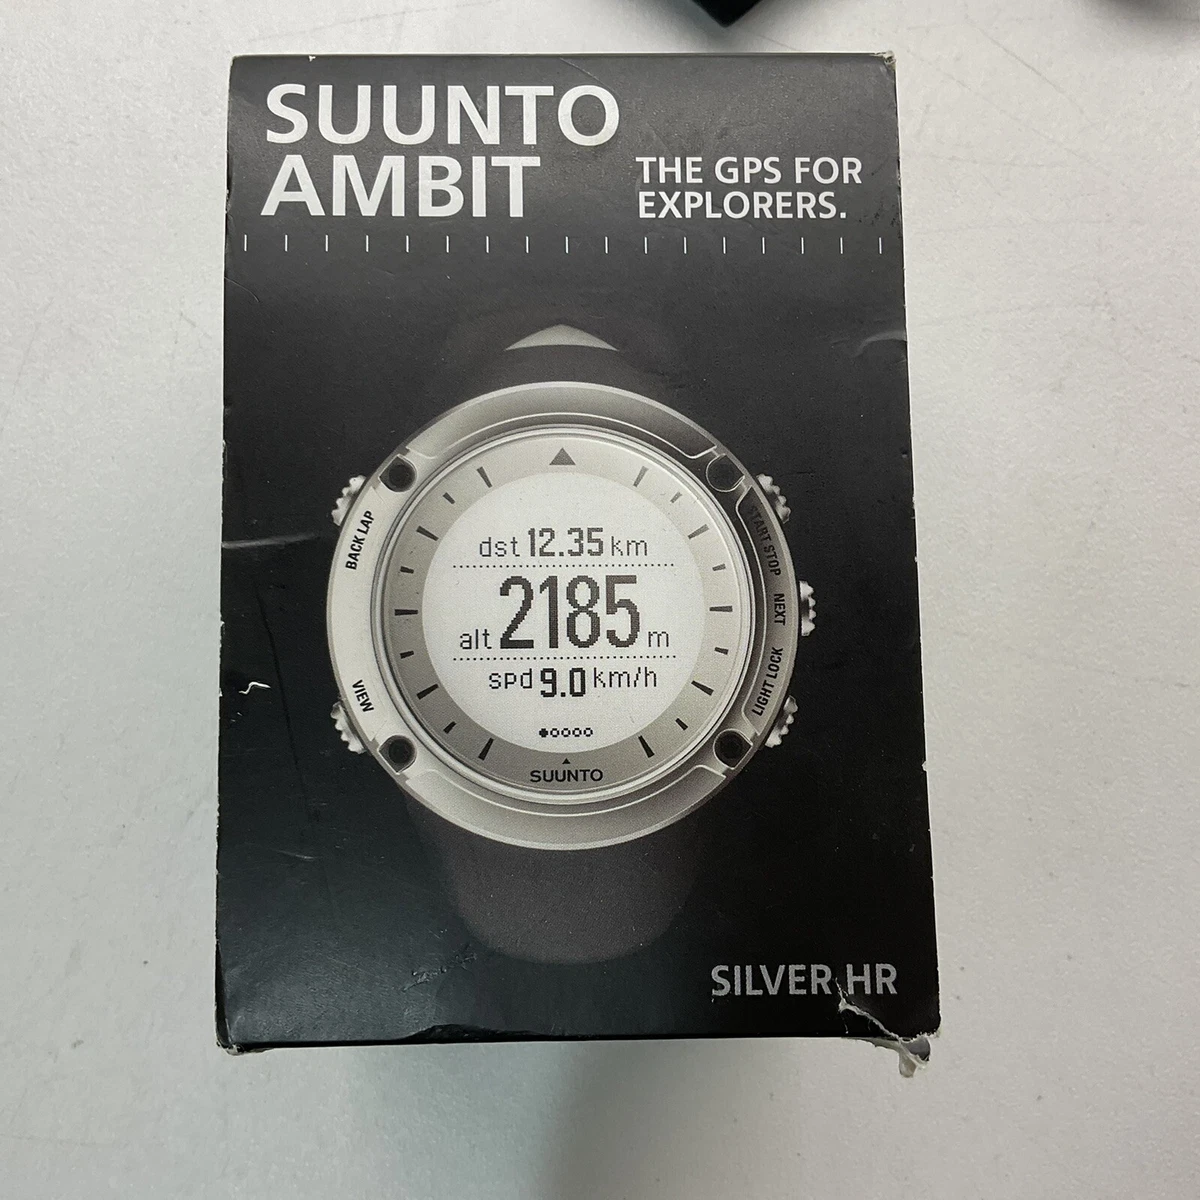 SUUNTO
AMBIT
THE GPS FOR
EXPLORERS.
BACK LAP
START STOP
dst 12.35 km
NEXT
alt 2185 m
spd 9.0 km/h
LIGHT LOCK
VIEW
SUUNTO
SILVER HR